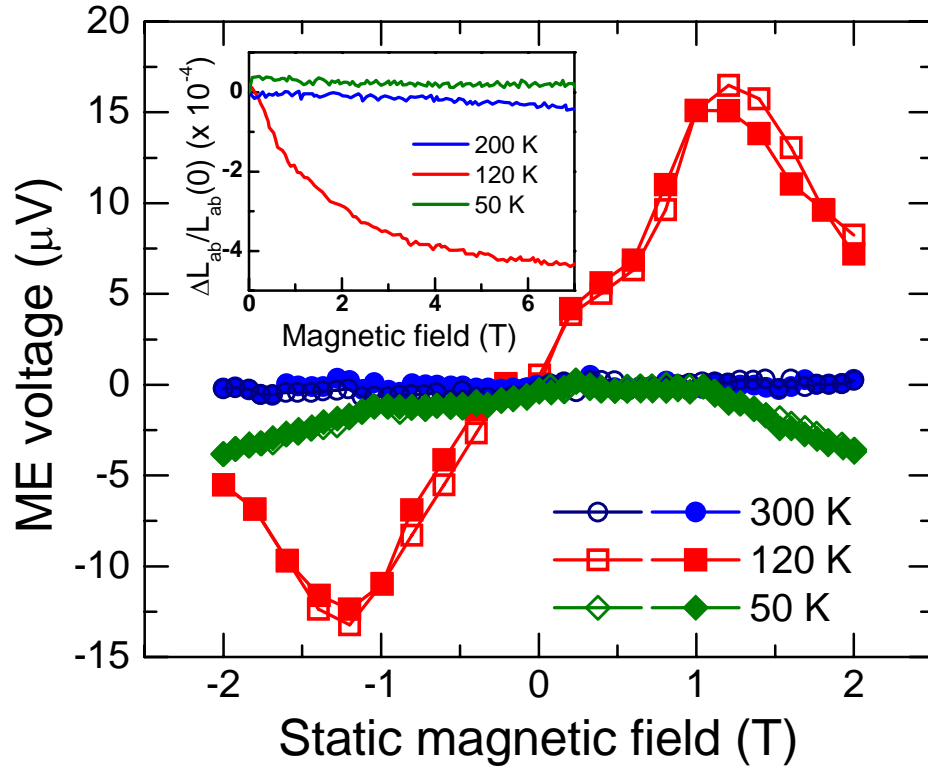 20
15
10
5
0
-5
-10
-15
ME voltage (μV)
-2
-1
0
1
2
Static magnetic field (T)
300 K
120 K
50 K
0
-2
-4
ΔL_ab/L_ab(0) (x 10^-4)
0
2
4
6
Magnetic field (T)
200 K
120 K
50 K